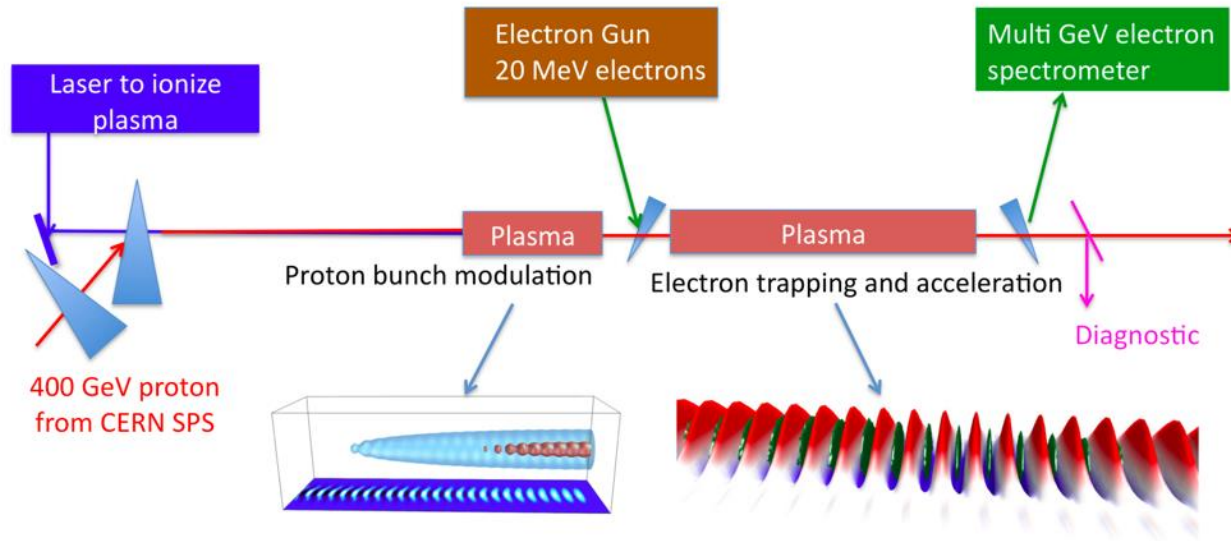 Laser to ionize
plasma
Electron Gun
20 MeV electrons
Multi GeV electron
spectrometer
Plasma
Plasma
Proton bunch modulation
Electron trapping and acceleration
Diagnostic
400 GeV proton
from CERN SPS